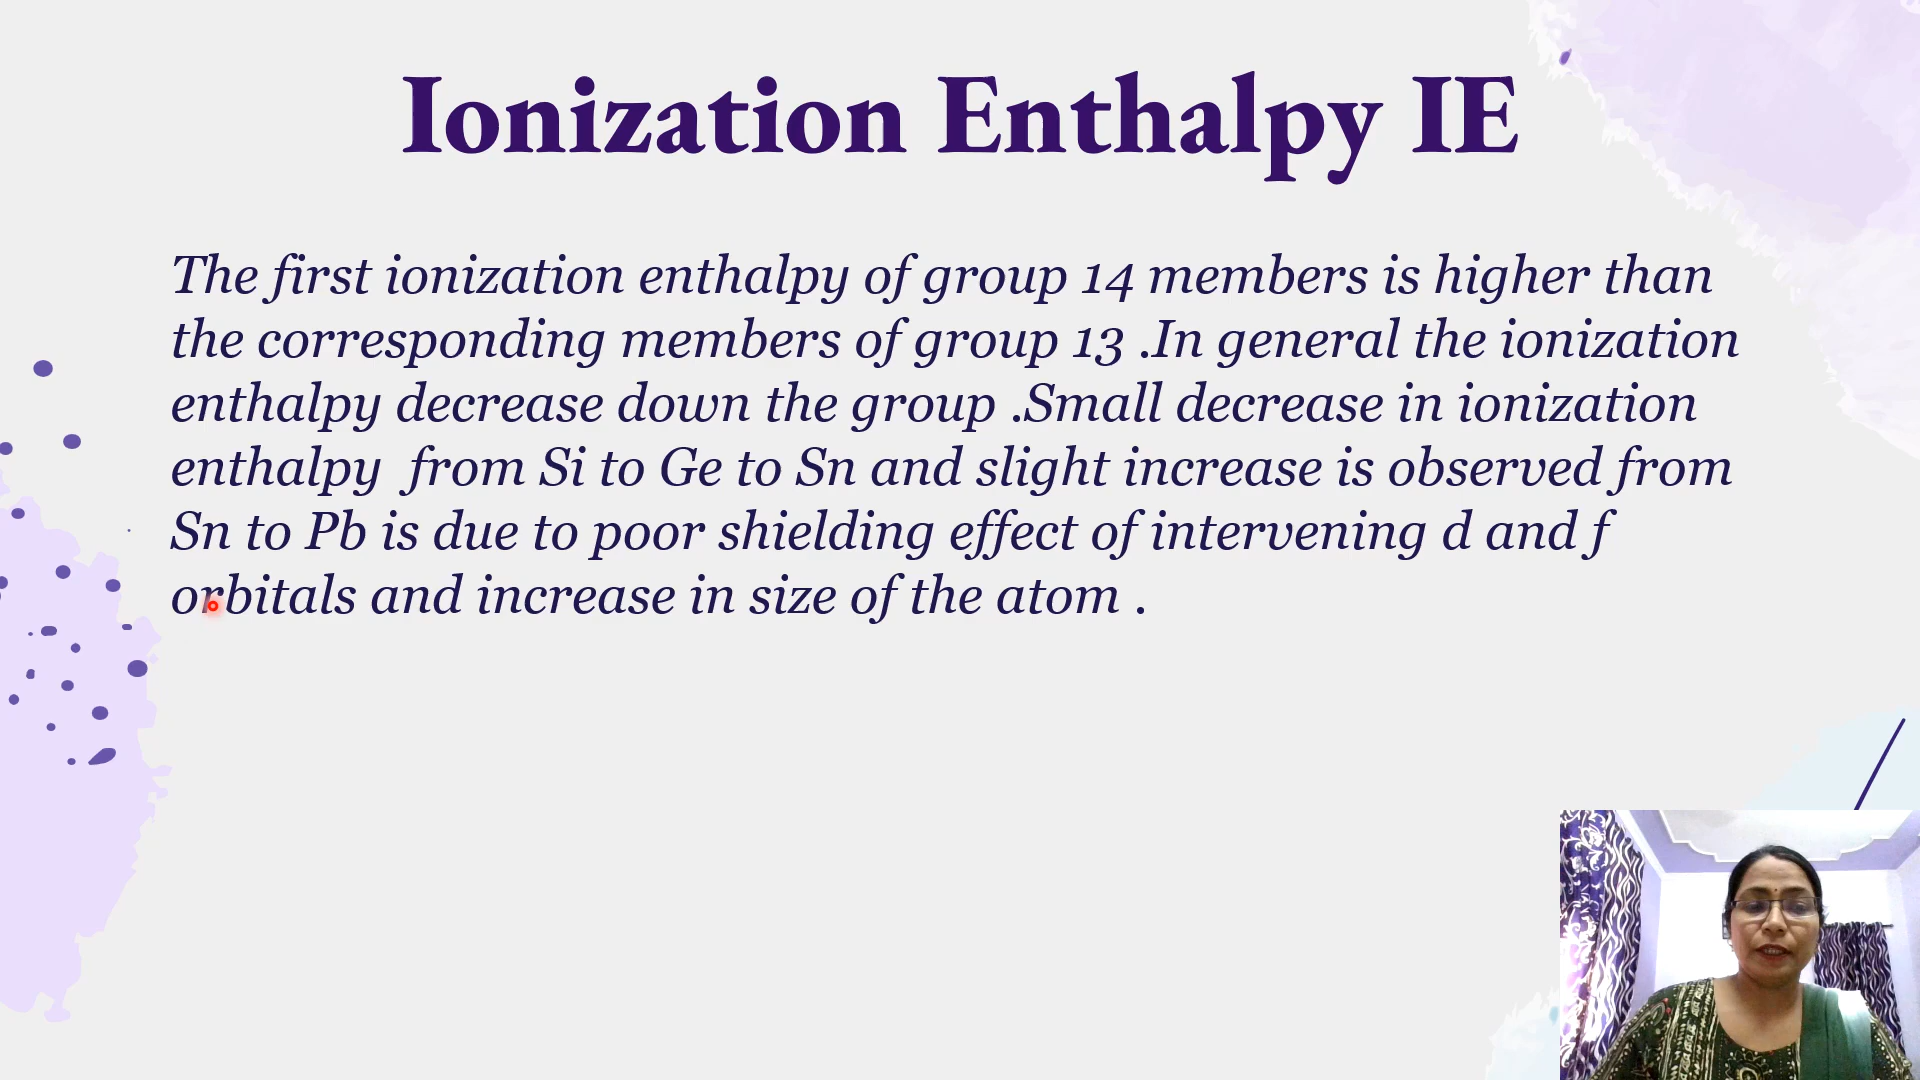 Ionization Enthalpy IE
The first ionization enthalpy of group 14 members is higher than
the corresponding members of group 13 .In general the ionization
enthalpy decrease down the group .Small decrease in ionization
enthalpy  from Si to Ge to Sn and slight increase is observed from
Sn to Pb is due to poor shielding effect of intervening d and f
orbitals and increase in size of the atom .